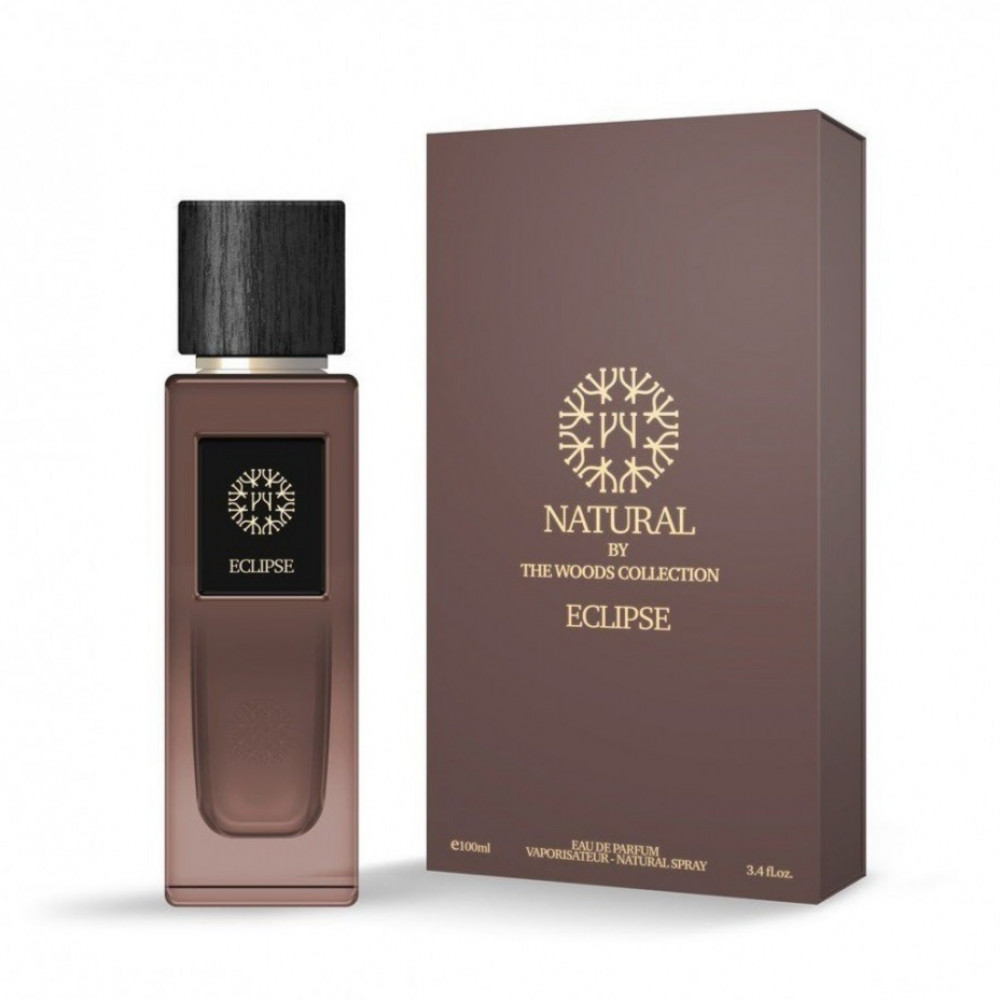 ECLIPSE
NATURAL
BY
THE WOODS COLLECTION
ECLIPSE
e100ml
EAU DE PARFUM
VAPORISATEUR - NATURAL SPRAY
3.4 fl.oz.